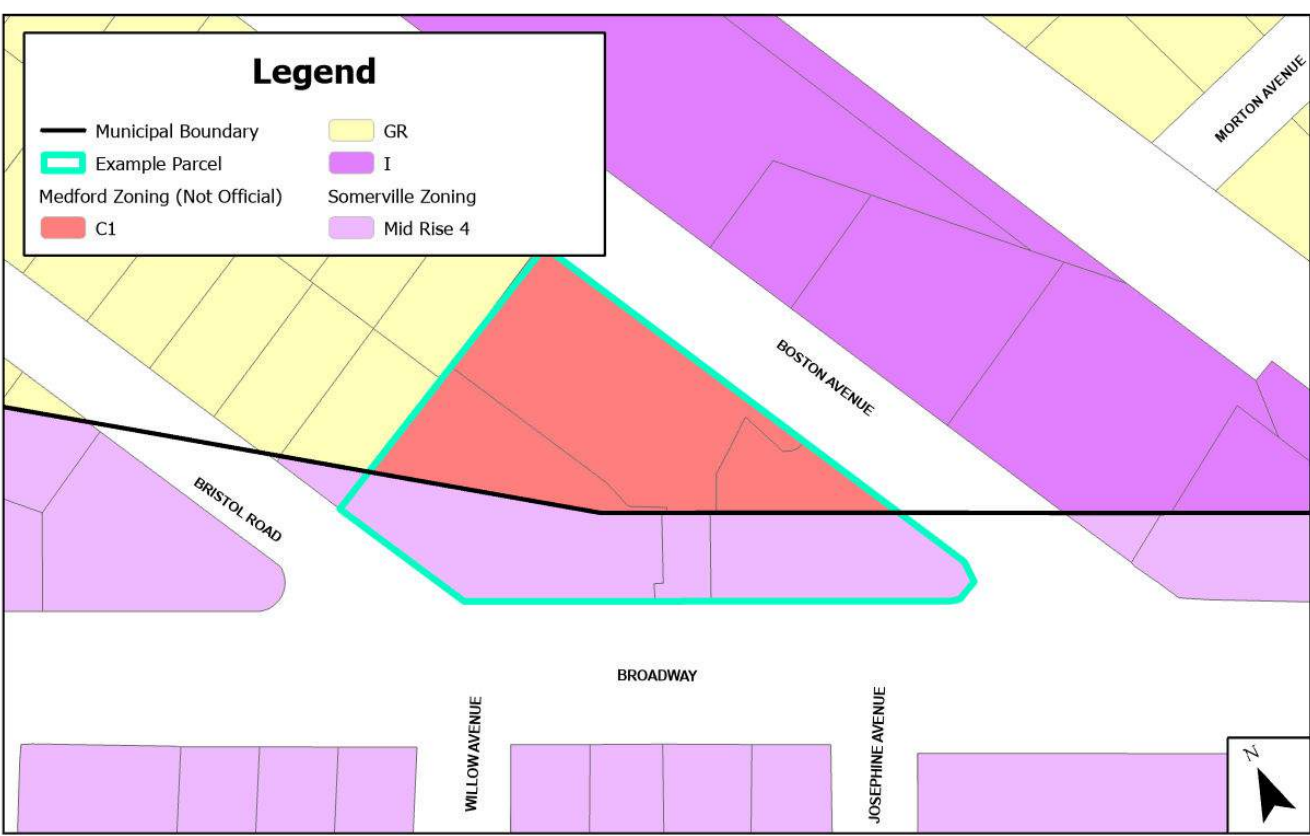 Legend
Municipal Boundary
Example Parcel
Medford Zoning (Not Official)
C1
GR
I
Somerville Zoning
Mid Rise 4
MORTON AVENUE
BOSTON AVENUE
BRISTOL ROAD
BROADWAY
WILLOW AVENUE
JOSEPHINE AVENUE
N